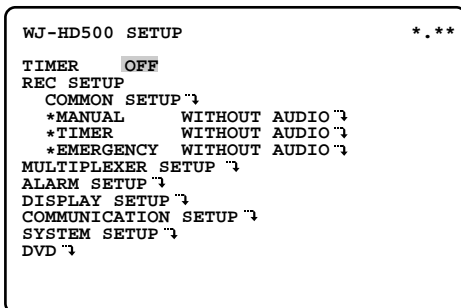 WJ-HD500 SETUP *.**
TIMER OFF
REC SETUP
COMMON SETUP
*MANUAL WITHOUT AUDIO
*TIMER WITHOUT AUDIO
*EMERGENCY WITHOUT AUDIO
MULTIPLEXER SETUP
ALARM SETUP
DISPLAY SETUP
COMMUNICATION SETUP
SYSTEM SETUP
DVD